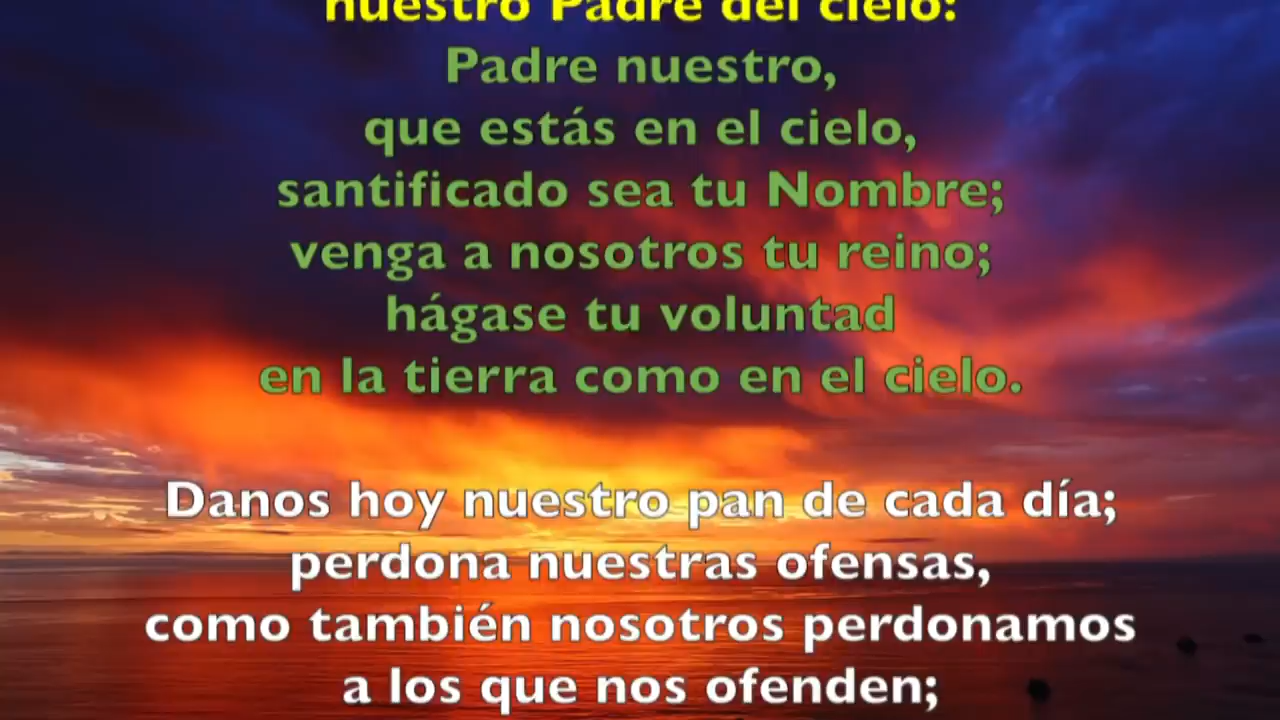 nuestro Padre del cielo:
Padre nuestro,
que estás en el cielo,
santificado sea tu Nombre;
venga a nosotros tu reino;
hágase tu voluntad
en la tierra como en el cielo.
Danos hoy nuestro pan de cada día;
perdona nuestras ofensas,
como también nosotros perdonamos
a los que nos ofenden;